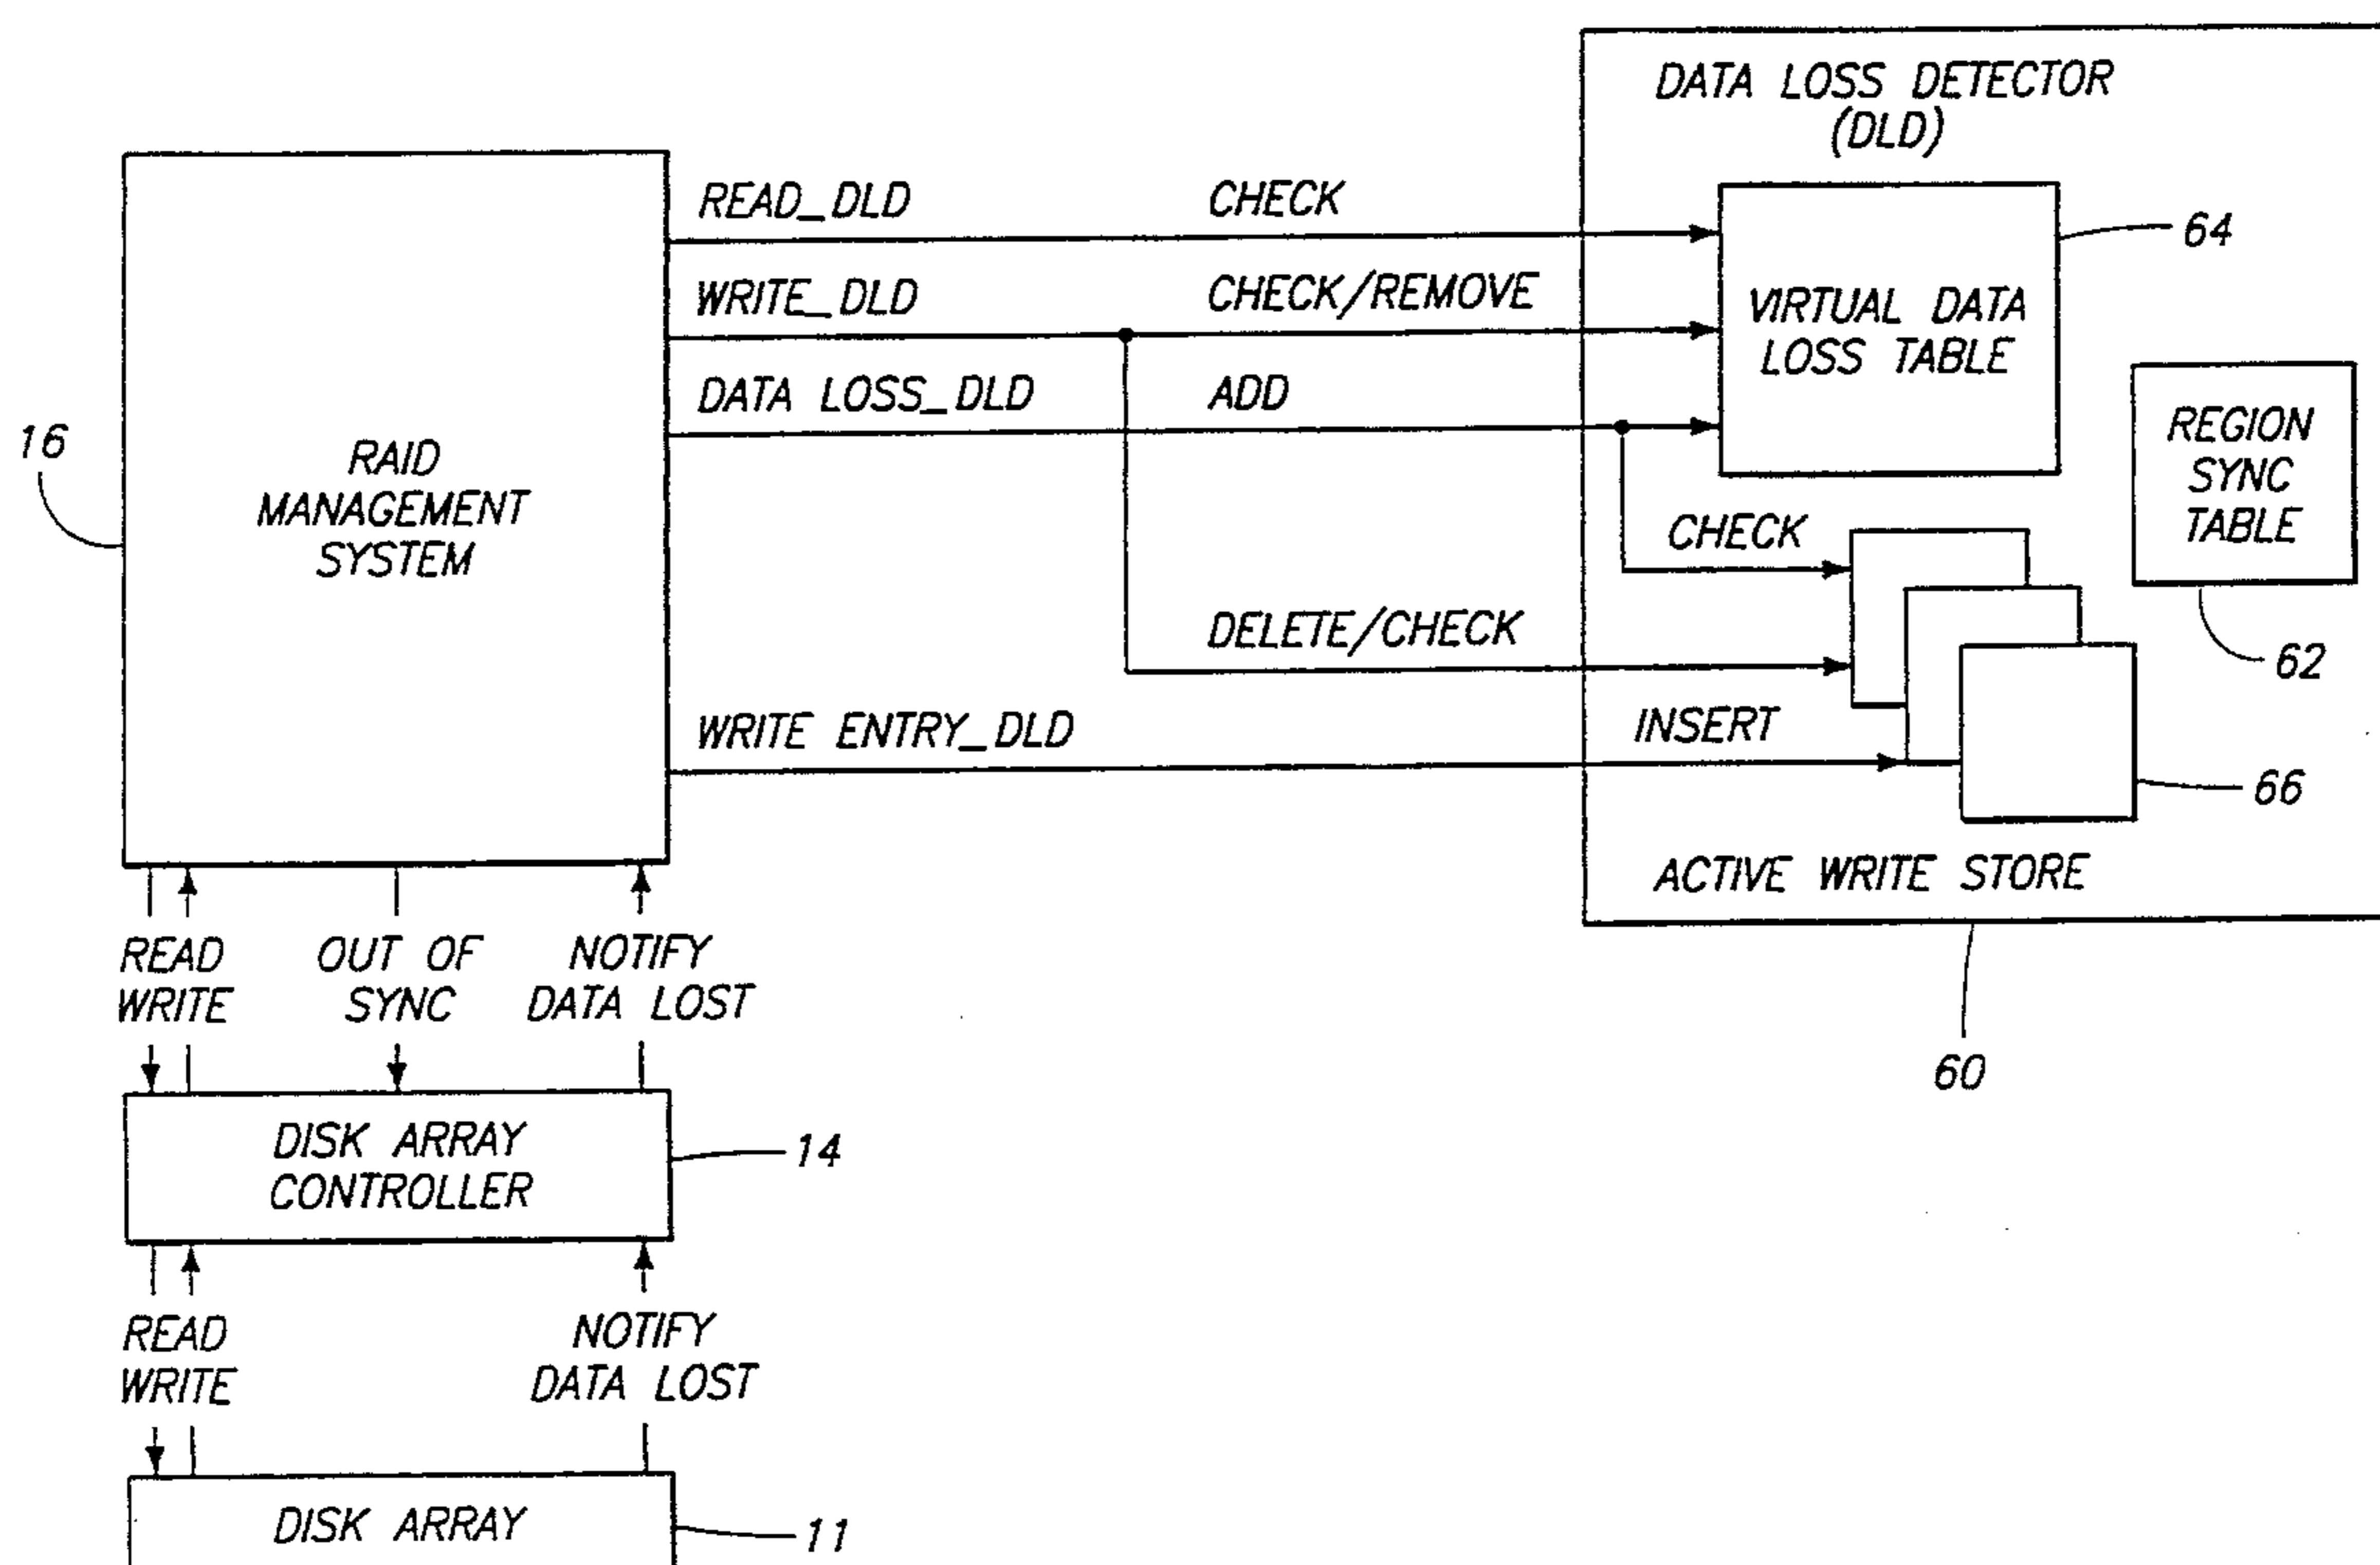 DATA LOSS DETECTOR
(DLD)
READ_DLD
CHECK
64
WRITE_DLD
CHECK/REMOVE
VIRTUAL DATA
LOSS TABLE
DATA LOSS_DLD
ADD
16
RAID
MANAGEMENT
SYSTEM
REGION
SYNC
TABLE
CHECK
DELETE/CHECK
62
WRITE ENTRY_DLD
INSERT
66
ACTIVE WRITE STORE
60
READ
WRITE
OUT OF
SYNC
NOTIFY
DATA LOST
DISK ARRAY
CONTROLLER
14
READ
WRITE
NOTIFY
DATA LOST
DISK ARRAY
11